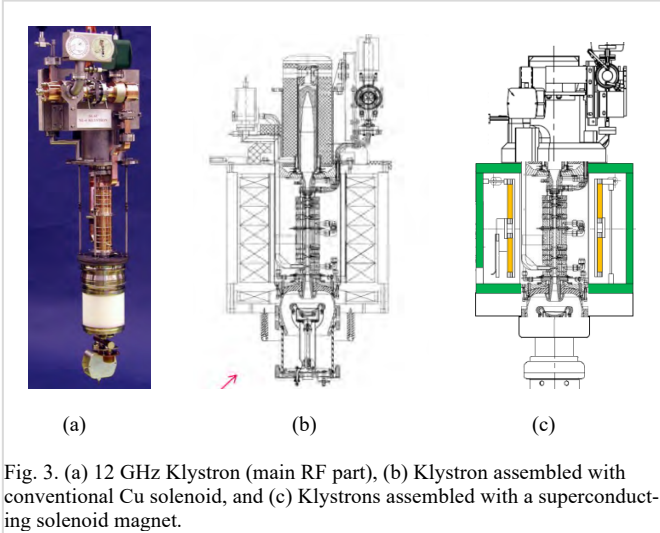 (a)
(b)
(c)
Fig. 3. (a) 12 GHz Klystron (main RF part), (b) Klystron assembled with
conventional Cu solenoid, and (c) Klystrons assembled with a superconduct-
ing solenoid magnet.